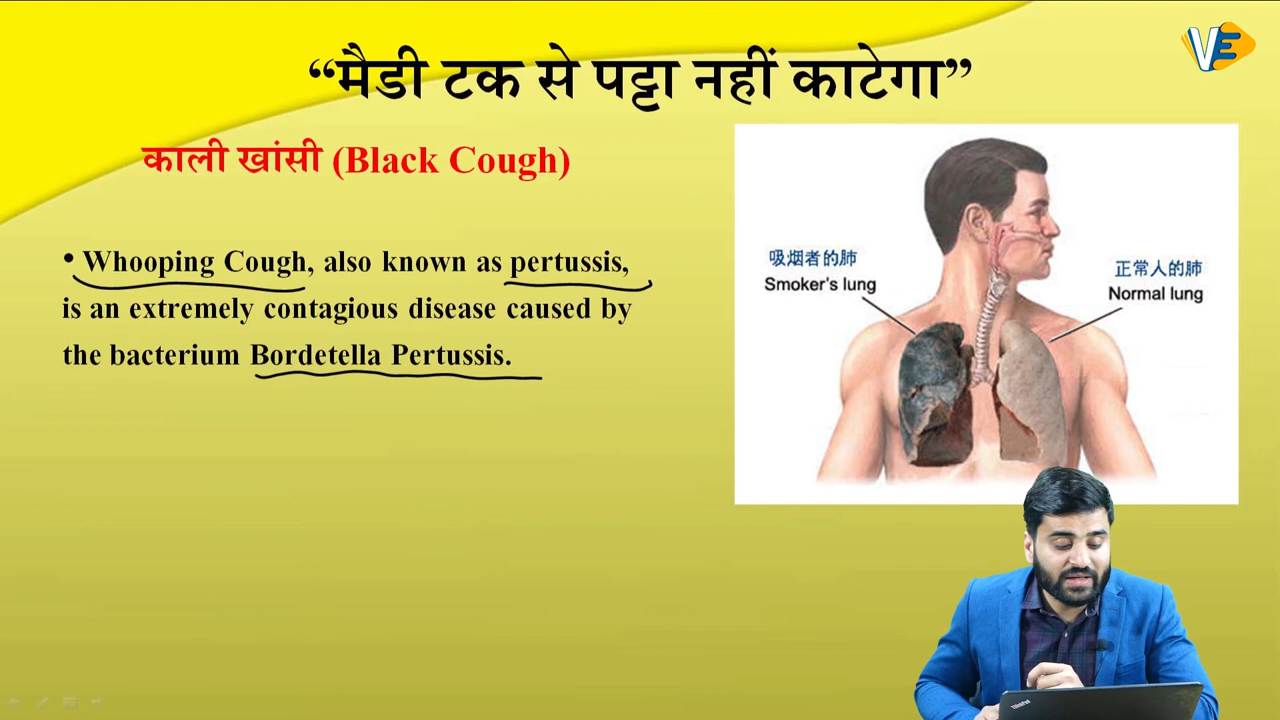 VE
“मैडी टक से पट्टा नहीं काटेगा”
काली खांसी (Black Cough)
• Whooping Cough, also known as pertussis,
is an extremely contagious disease caused by
the bacterium Bordetella Pertussis.
吸烟者的肺
Smoker's lung
正常人的肺
Normal lung
ThinkPad